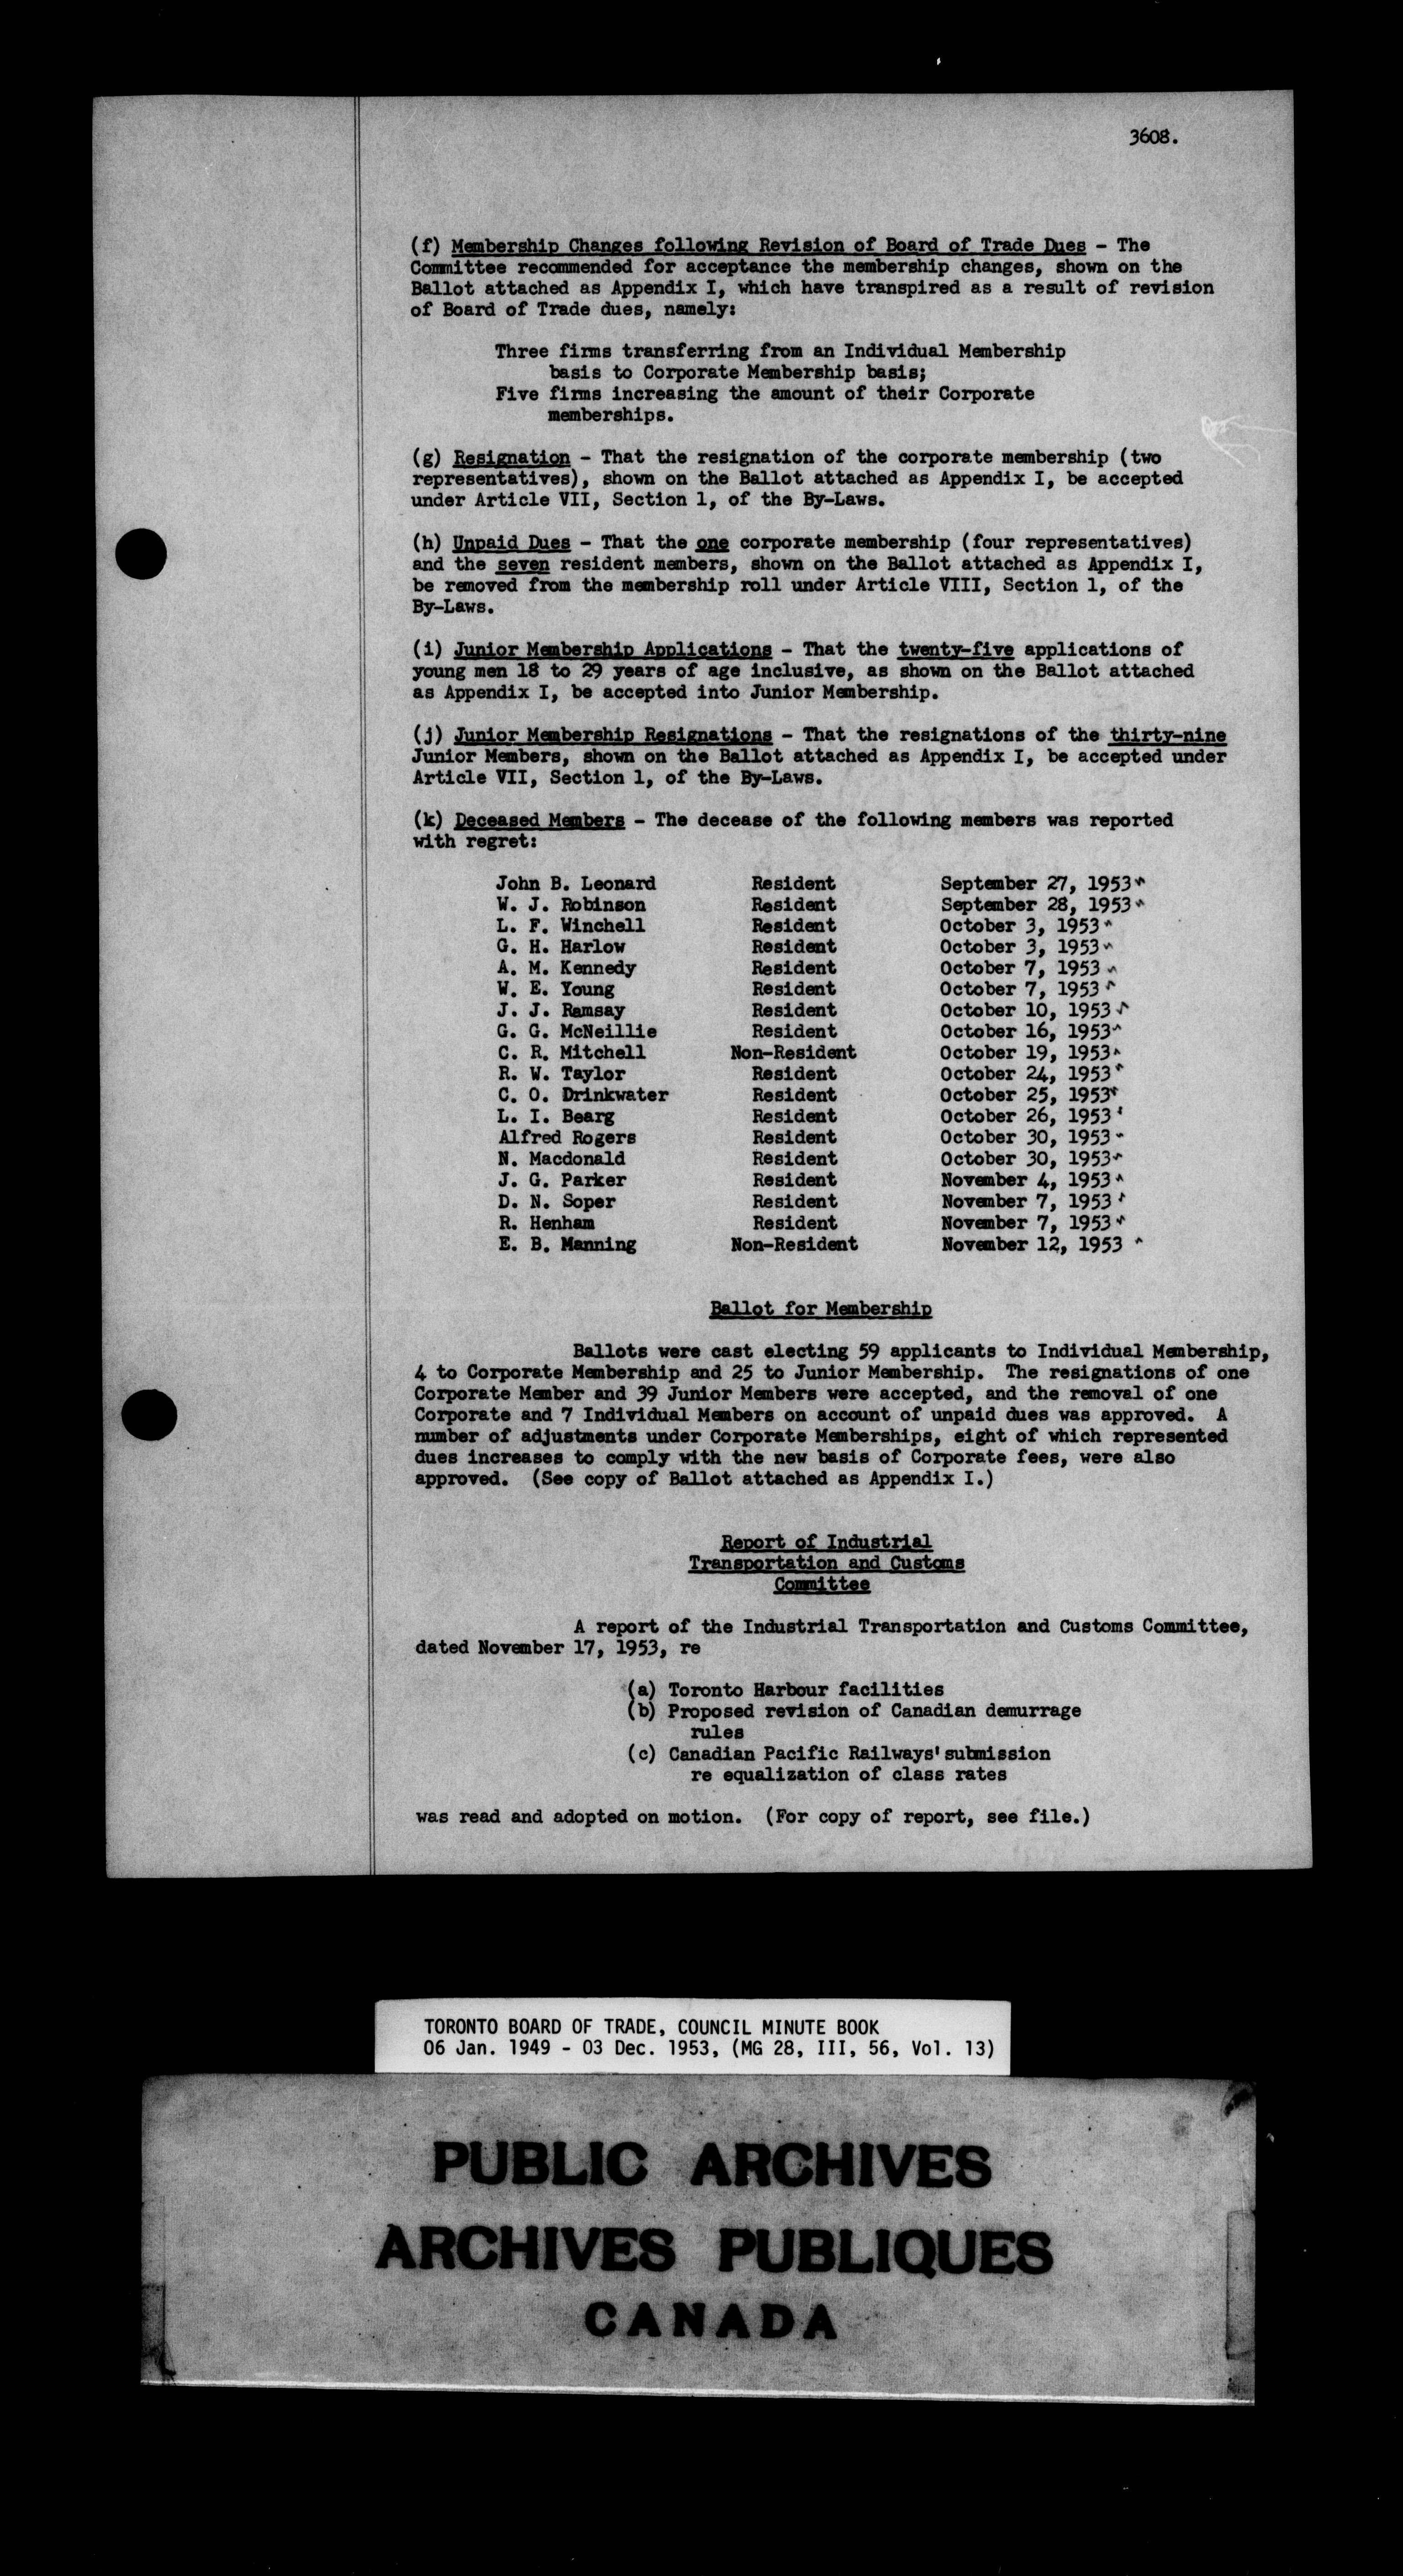 3608.
(f) Membership Changes following Revision of Board of Trade Dues - The
Committee recommended for acceptance the membership changes, shown on the
Ballot attached as Appendix I, which have transpired as a result of revision
of Board of Trade dues, namely:
Three firms transferring from an Individual Membership
basis to Corporate Membership basis;
Five firms increasing the amount of their Corporate
memberships.
(g) Resignation - That the resignation of the corporate membership (two
representatives), shown on the Ballot attached as Appendix I, be accepted
under Article VII, Section 1, of the By-Laws.
(h) Unpaid Dues - That the one corporate membership (four representatives)
and the seven resident members, shown on the Ballot attached as Appendix I,
be removed from the membership roll under Article VIII, Section 1, of the
By-Laws.
(i) Junior Membership Applications - That the twenty-five applications of
young men 18 to 29 years of age inclusive, as shown on the Ballot attached
as Appendix I, be accepted into Junior Membership.
(j) Junior Membership Resignations - That the resignations of the thirty-nine
Junior Members, shown on the Ballot attached as Appendix I, be accepted under
Article VII, Section 1, of the By-Laws.
(k) Deceased Members - The decease of the following members was reported
with regret:
John B. Leonard Resident September 27, 1953
W. J. Robinson Resident September 28, 1953
L. F. Winchell Resident October 3, 1953
G. H. Harlow Resident October 3, 1953
A. M. Kennedy Resident October 7, 1953
W. E. Young Resident October 7, 1953
J. J. Ramsay Resident October 10, 1953
G. G. McNeillie Resident October 16, 1953
C. R. Mitchell Non-Resident October 19, 1953
R. W. Taylor Resident October 24, 1953
C. O. Drinkwater Resident October 25, 1953
L. I. Bearg Resident October 26, 1953
Alfred Rogers Resident October 30, 1953
N. Macdonald Resident October 30, 1953
J. G. Parker Resident November 4, 1953
D. N. Soper Resident November 7, 1953
R. Henham Resident November 7, 1953
E. B. Manning Non-Resident November 12, 1953
Ballot for Membership
Ballots were cast electing 59 applicants to Individual Membership,
4 to Corporate Membership and 25 to Junior Membership. The resignations of one
Corporate Member and 39 Junior Members were accepted, and the removal of one
Corporate and 7 Individual Members on account of unpaid dues was approved. A
number of adjustments under Corporate Memberships, eight of which represented
dues increases to comply with the new basis of Corporate fees, were also
approved. (See copy of Ballot attached as Appendix I.)
Report of Industrial
Transportation and Customs
Committee
A report of the Industrial Transportation and Customs Committee,
dated November 17, 1953, re
(a) Toronto Harbour facilities
(b) Proposed revision of Canadian demurrage
rules
(c) Canadian Pacific Railways' submission
re equalization of class rates
was read and adopted on motion. (For copy of report, see file.)
TORONTO BOARD OF TRADE, COUNCIL MINUTE BOOK
06 Jan. 1949 - 03 Dec. 1953, (MG 28, III, 56, Vol. 13)
PUBLIC ARCHIVES
ARCHIVES PUBLIQUES
CANADA